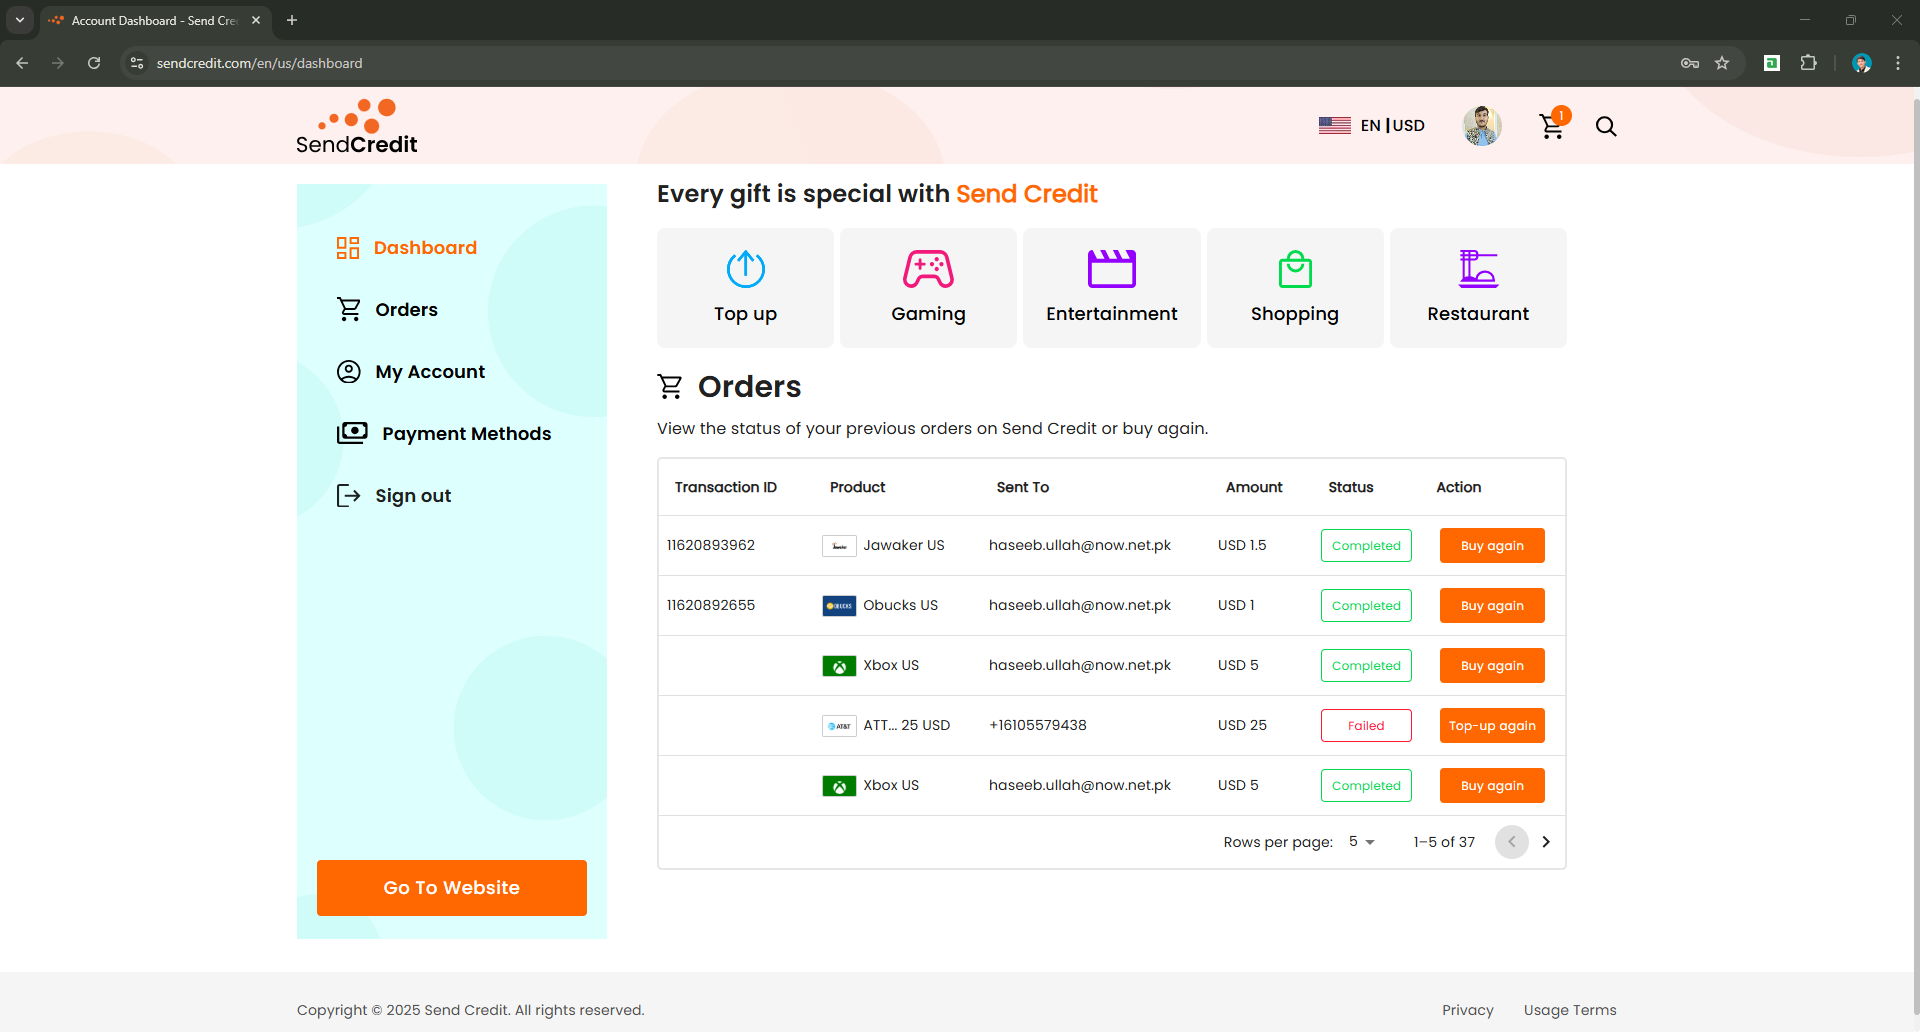 Account Dashboard - Send Cre
sendcredit.com/en/us/dashboard
SendCredit
EN | USD
1
Dashboard
Orders
My Account
Payment Methods
Sign out
Go To Website
Every gift is special with Send Credit
Top up
Gaming
Entertainment
Shopping
Restaurant
Orders
View the status of your previous orders on Send Credit or buy again.
Transaction ID Product Sent To Amount Status Action
11620893962 Jawaker US haseeb.ullah@now.net.pk USD 1.5 Completed Buy again
11620892655 OBUCKS Obucks US haseeb.ullah@now.net.pk USD 1 Completed Buy again
Xbox US haseeb.ullah@now.net.pk USD 5 Completed Buy again
AT&T ATT... 25 USD +16105579438 USD 25 Failed Top-up again
Xbox US haseeb.ullah@now.net.pk USD 5 Completed Buy again
Rows per page: 5 1–5 of 37
Copyright © 2025 Send Credit. All rights reserved.
Privacy Usage Terms